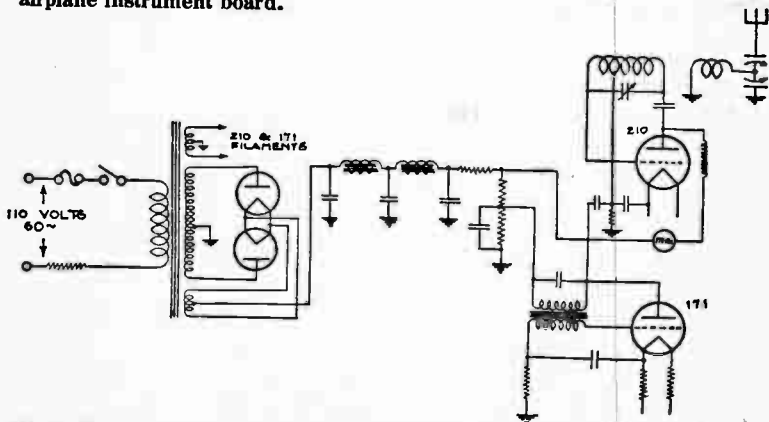 airplane instrument board.
210 & 171
FILAMENTS
110 VOLTS
60~
210
ma.
171